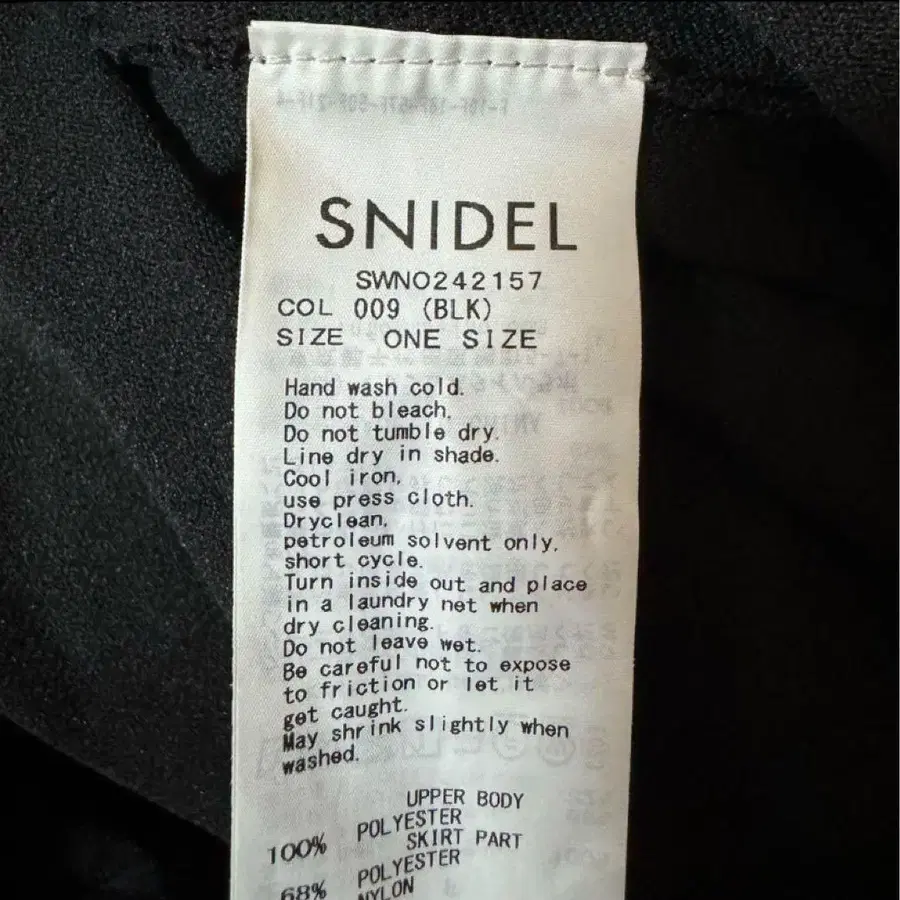 SNIDEL
SWNO242157
COL 009 (BLK)
SIZE ONE SIZE
Hand wash cold.
Do not bleach.
Do not tumble dry.
Line dry in shade.
Cool iron,
use press cloth.
Dryclean,
petroleum solvent only,
short cycle.
Turn inside out and place
in a laundry net when
dry cleaning.
Do not leave wet.
Be careful not to expose
to friction or let it
get caught.
May shrink slightly when
washed.
UPPER BODY
100% POLYESTER
SKIRT PART
68% POLYESTER
NYLON